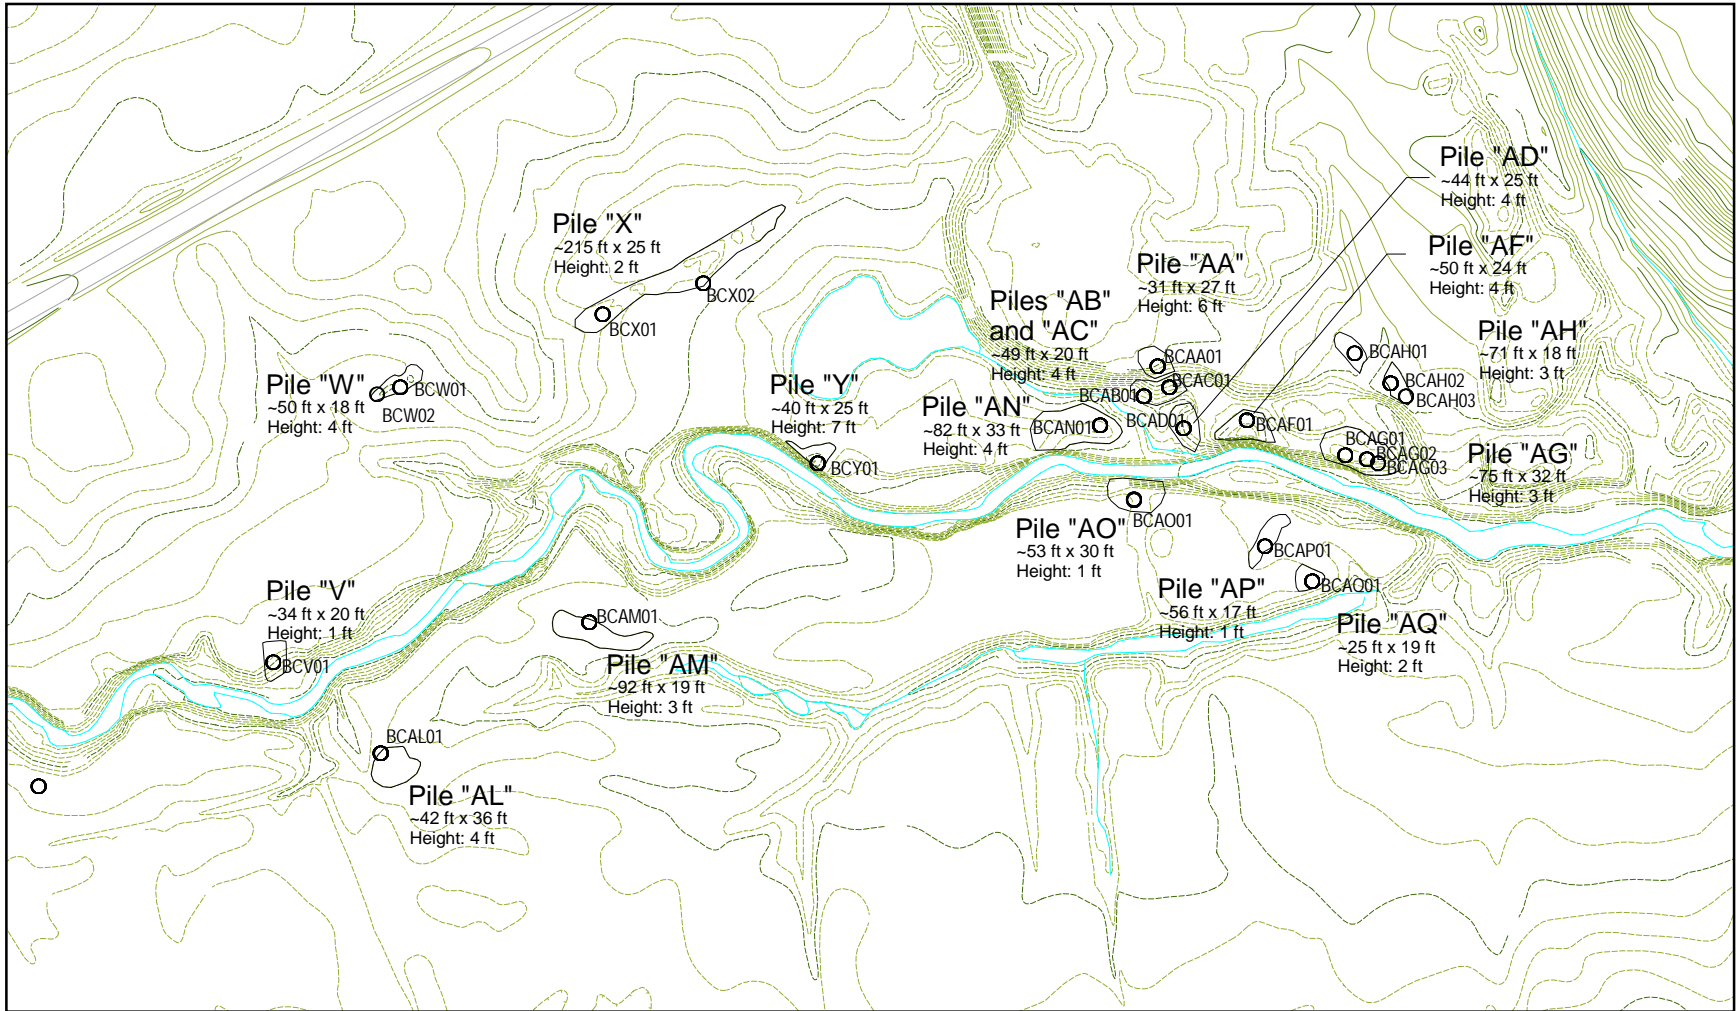 Pile "AD"
~44 ft x 25 ft
Height: 4 ft
Pile "X"
~215 ft x 25 ft
Height: 2 ft
BCX02
BCX01
Pile "AF"
~50 ft x 24 ft
Height: 4 ft
Pile "AA"
~31 ft x 27 ft
Height: 6 ft
Piles "AB"
and "AC"
~49 ft x 20 ft
Height: 4 ft
BCAA01
BCAC01
BCAB01
BCAD01
BCAH01
BCAH02
BCAH03
Pile "AH"
~71 ft x 18 ft
Height: 3 ft
Pile "W"
~50 ft x 18 ft
Height: 4 ft
BCW01
BCW02
Pile "Y"
~40 ft x 25 ft
Height: 7 ft
BCY01
Pile "AN"
~82 ft x 33 ft
Height: 4 ft
BCAN01
BCAF01
BCAG01
BCAG02
BCAG03
Pile "AG"
~75 ft x 32 ft
Height: 3 ft
Pile "AO"
~53 ft x 30 ft
Height: 1 ft
BCAO01
BCAP01
BCAQ01
Pile "AP"
~56 ft x 17 ft
Height: 1 ft
Pile "AQ"
~25 ft x 19 ft
Height: 2 ft
Pile "V"
~34 ft x 20 ft
Height: 1 ft
BCV01
BCAM01
Pile "AM"
~92 ft x 19 ft
Height: 3 ft
BCAL01
Pile "AL"
~42 ft x 36 ft
Height: 4 ft